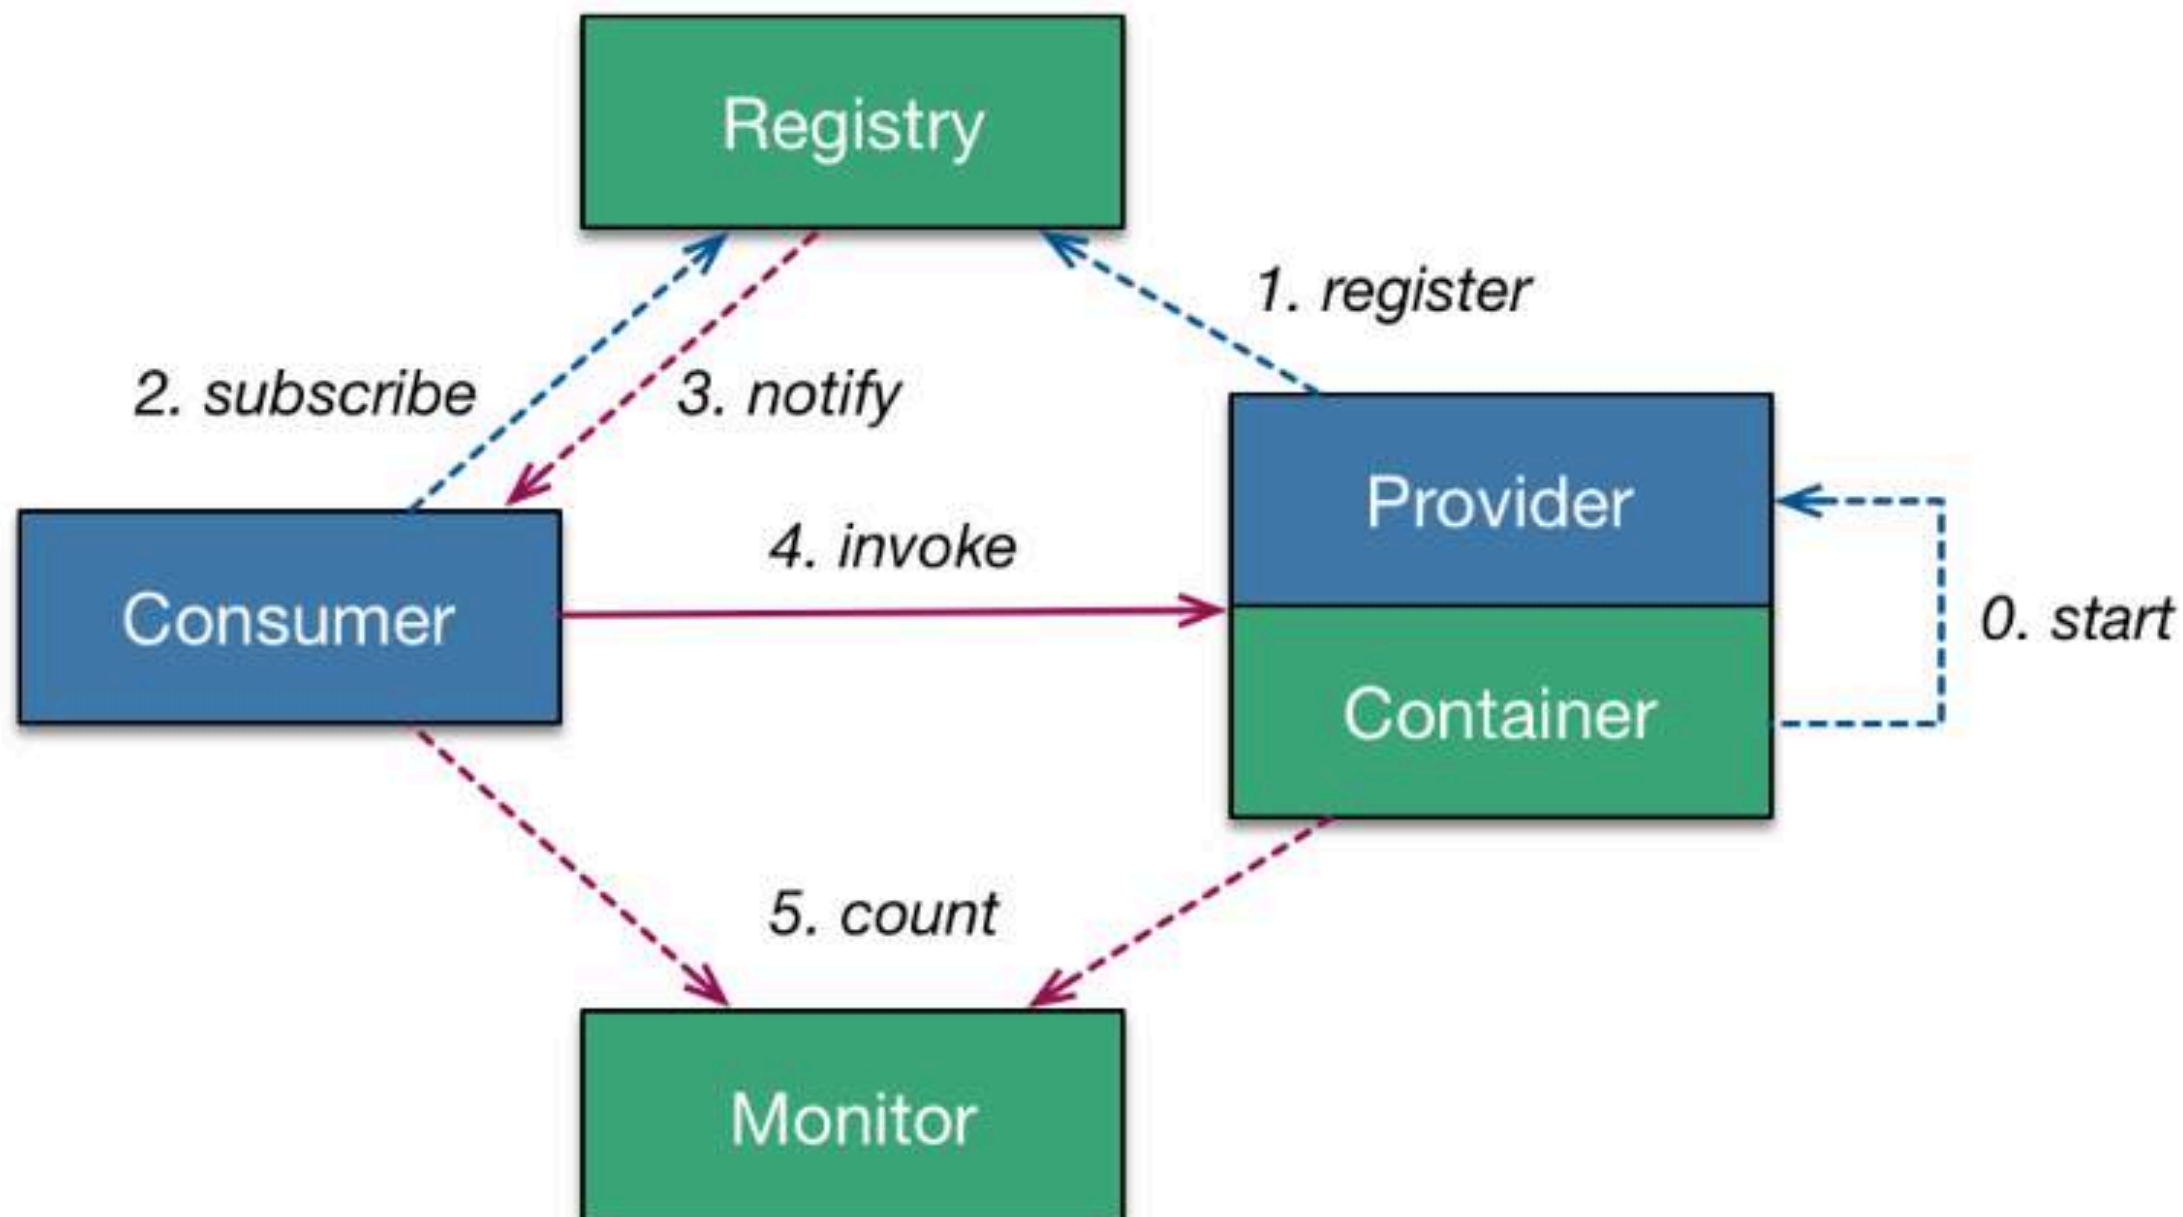 Registry
1. register
2. subscribe
3. notify
Provider
4. invoke
Consumer
0. start
Container
5. count
Monitor